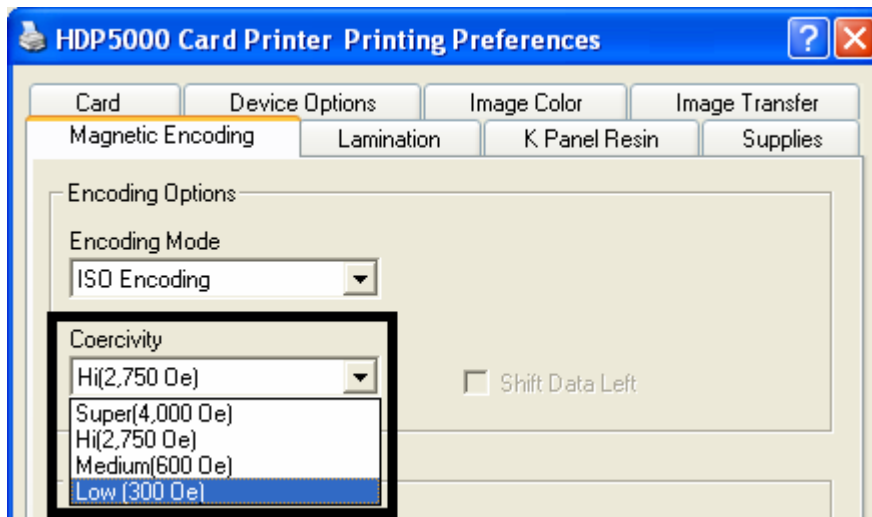 HDP5000 Card Printer Printing Preferences
Card Device Options Image Color Image Transfer
Magnetic Encoding Lamination K Panel Resin Supplies
Encoding Options
Encoding Mode
ISO Encoding
Coercivity
Hi(2,750 Oe) Shift Data Left
Super(4,000 Oe)
Hi(2,750 Oe)
Medium(600 Oe)
Low (300 Oe)